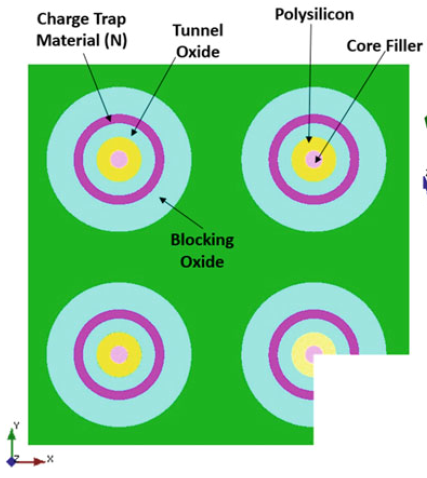 Charge Trap
Material (N)
Tunnel
Oxide
Polysilicon
Core Filler
Blocking
Oxide
Y
Z
X